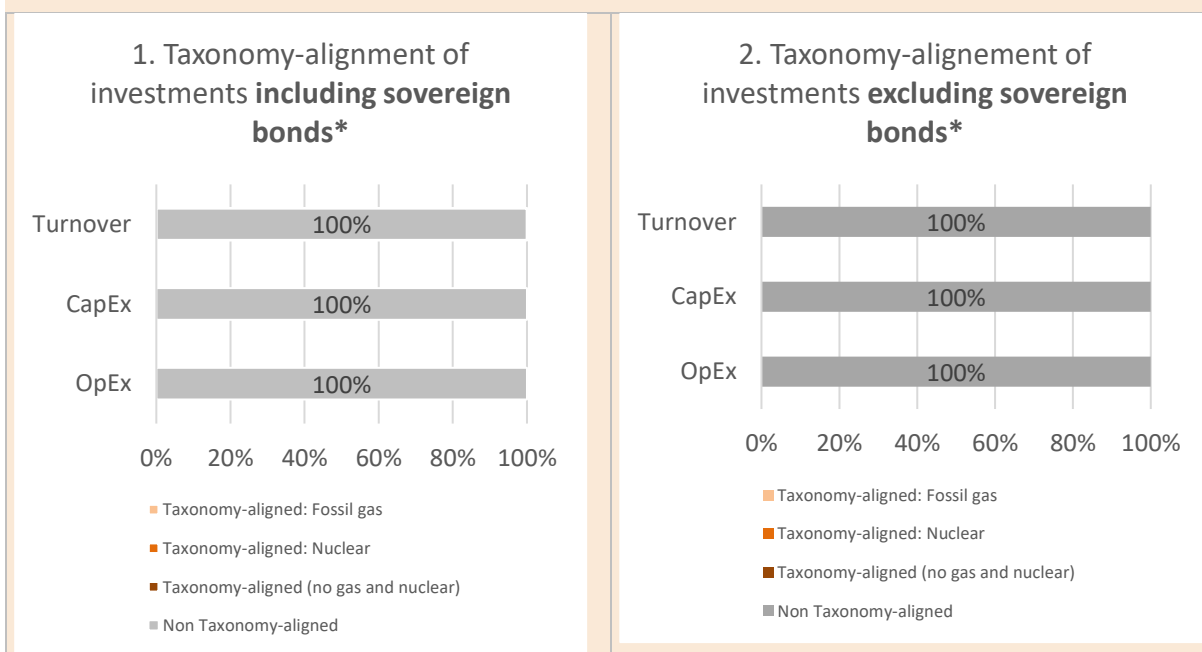 1. Taxonomy-alignment of
investments including sovereign
bonds*
Turnover
100%
CapEx
100%
OpEx
100%
0% 20% 40% 60% 80% 100%
Taxonomy-aligned: Fossil gas
Taxonomy-aligned: Nuclear
Taxonomy-aligned (no gas and nuclear)
Non Taxonomy-aligned
2. Taxonomy-alignement of
investments excluding sovereign
bonds*
Turnover
100%
CapEx
100%
OpEx
100%
0% 20% 40% 60% 80% 100%
Taxonomy-aligned: Fossil gas
Taxonomy-aligned: Nuclear
Taxonomy-aligned (no gas and nuclear)
Non Taxonomy-aligned